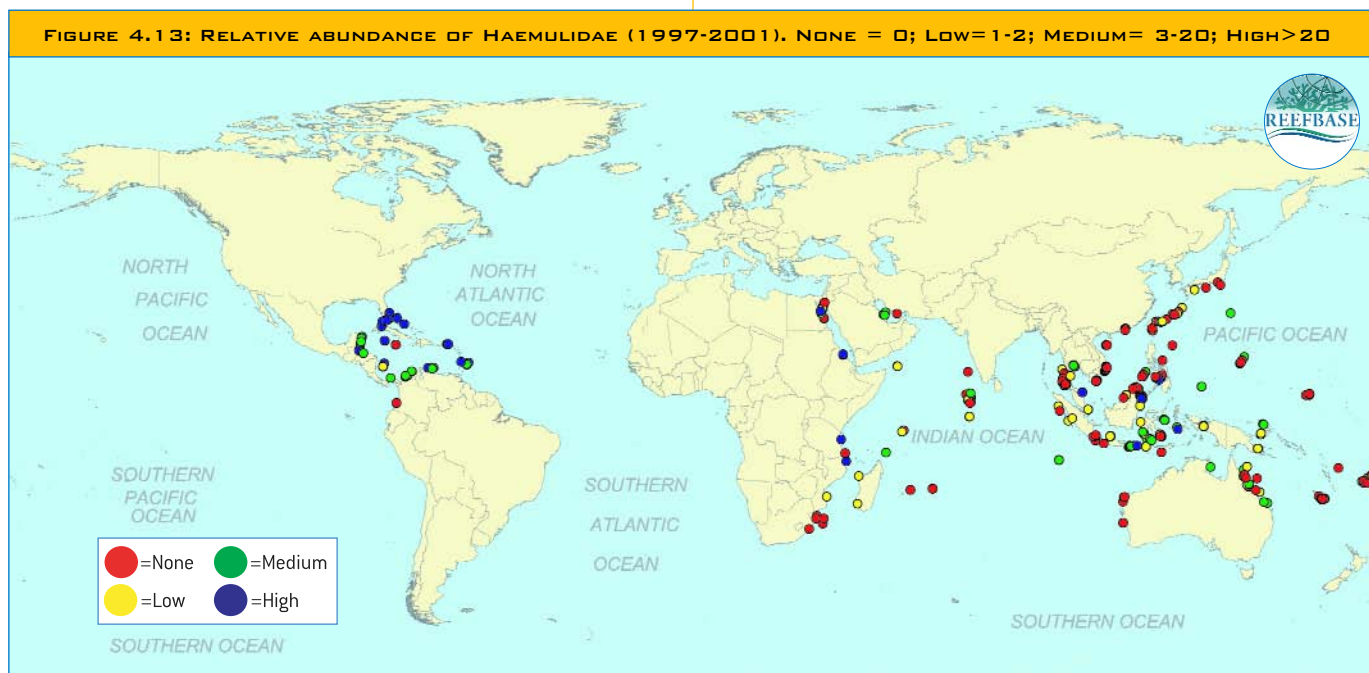 FIGURE 4.13: RELATIVE ABUNDANCE OF HAEMULIDAE (1997-2001). NONE = 0; LOW=1-2; MEDIUM= 3-20; HIGH>20
REEFBASE
NORTH
PACIFIC
OCEAN
NORTH
ATLANTIC
OCEAN
PACIFIC OCEAN
INDIAN OCEAN
SOUTHERN
PACIFIC
OCEAN
SOUTHERN
ATLANTIC
OCEAN
=None
=Medium
=Low
=High
SOUTHERN OCEAN
SOUTHERN OCEAN